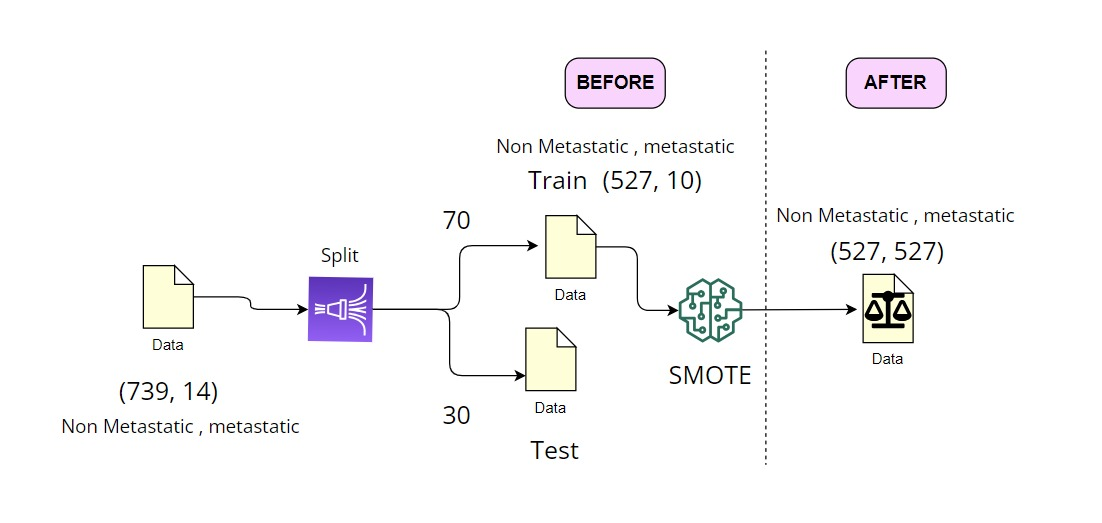 BEFORE
AFTER
Non Metastatic , metastatic
Train (527, 10)
Non Metastatic , metastatic
(527, 527)
70
Split
Data
Data
Data
SMOTE
Data
(739, 14)
Non Metastatic , metastatic
30
Data
Test